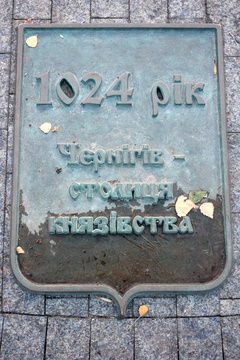 1024 рік
Чернігів -
столиця
князівства